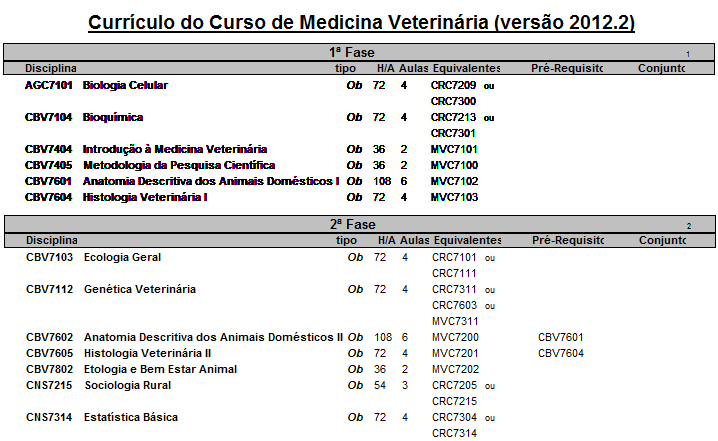 Currículo do Curso de Medicina Veterinária (versão 2012.2)
1ª Fase 1
Disciplina tipo H/A Aulas Equivalentes Pré-Requisito Conjunto
AGC7101 Biologia Celular Ob 72 4 CRC7209 ou
CRC7300
CBV7104 Bioquímica Ob 72 4 CRC7213 ou
CRC7301
CBV7404 Introdução à Medicina Veterinária Ob 36 2 MVC7101
CBV7405 Metodologia da Pesquisa Científica Ob 36 2 MVC7100
CBV7601 Anatomia Descritiva dos Animais Domésticos I Ob 108 6 MVC7102
CBV7604 Histologia Veterinária I Ob 72 4 MVC7103
2ª Fase 2
Disciplina tipo H/A Aulas Equivalentes Pré-Requisito Conjunto
CBV7103 Ecologia Geral Ob 72 4 CRC7101 ou
CRC7111
CBV7112 Genética Veterinária Ob 72 4 CRC7311 ou
CRC7603 ou
MVC7311
CBV7602 Anatomia Descritiva dos Animais Domésticos II Ob 108 6 MVC7200 CBV7601
CBV7605 Histologia Veterinária II Ob 72 4 MVC7201 CBV7604
CBV7802 Etologia e Bem Estar Animal Ob 36 2 MVC7202
CNS7215 Sociologia Rural Ob 54 3 CRC7205 ou
CRC7215
CNS7314 Estatística Básica Ob 72 4 CRC7304 ou
CRC7314